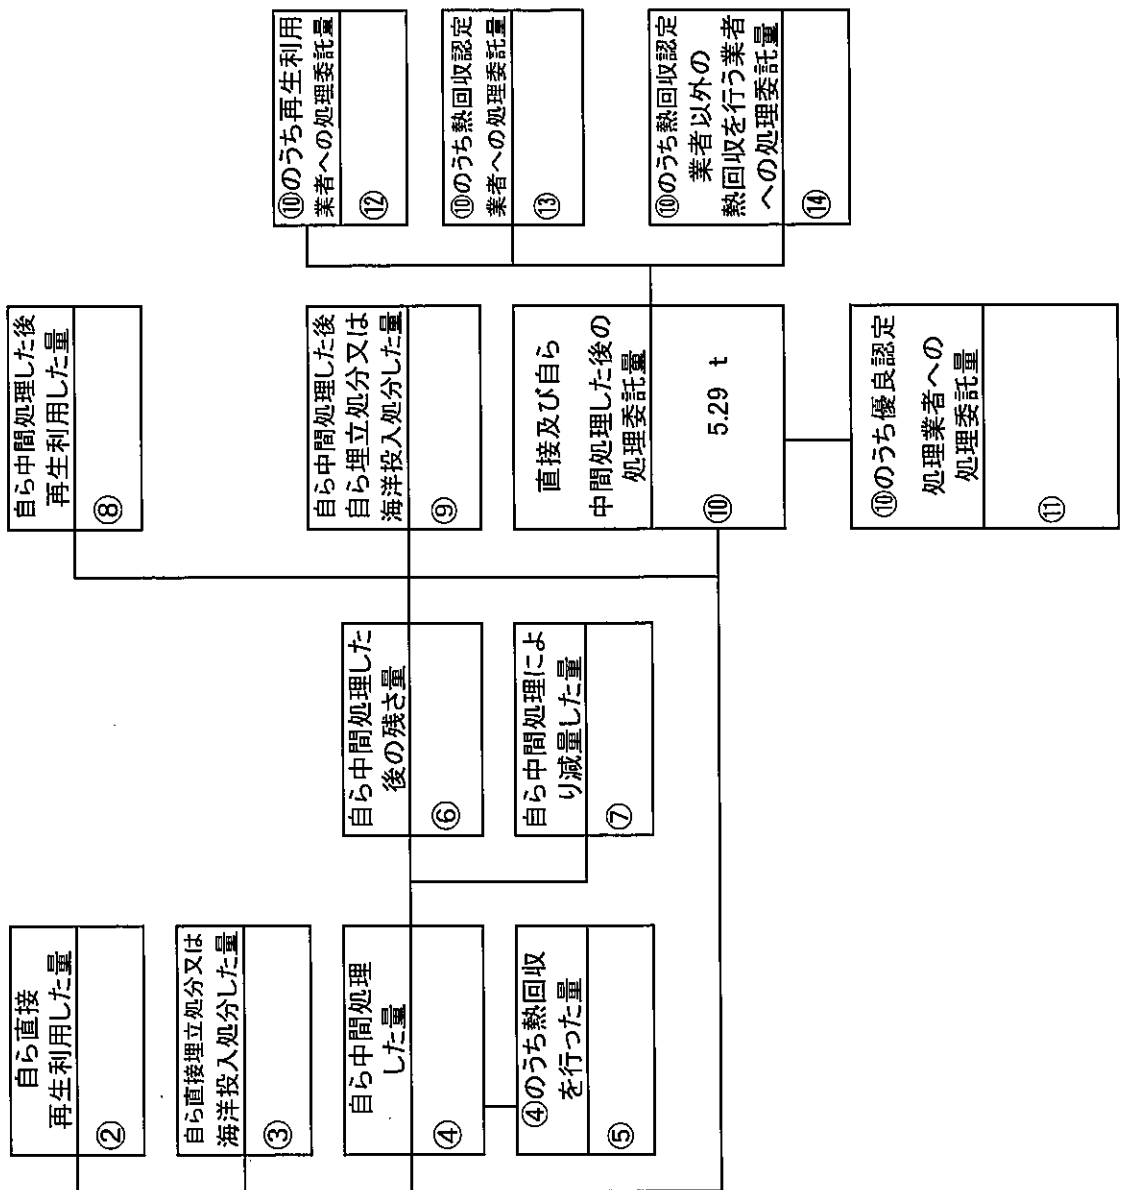 自ら直接
再生利用した量
②
自ら直接埋立処分又は
海洋投入処分した量
③
自ら中間処理
した量
④
④のうち熱回収
を行った量
⑤
自ら中間処理した
後の残さ量
⑥
自ら中間処理によ
り減量した量
⑦
自ら中間処理した後
再生利用した量
⑧
自ら中間処理した後
自ら埋立処分又は
海洋投入処分した量
⑨
直接及び自ら
中間処理した後の
処理委託量
⑩
5.29 t
⑩のうち優良認定
処理業者への
処理委託量
⑪
⑩のうち再生利用
業者への処理委託量
⑫
⑩のうち熱回収認定
業者への処理委託量
⑬
⑩のうち熱回収認定
業者以外の
熱回収を行う業者
への処理委託量
⑭